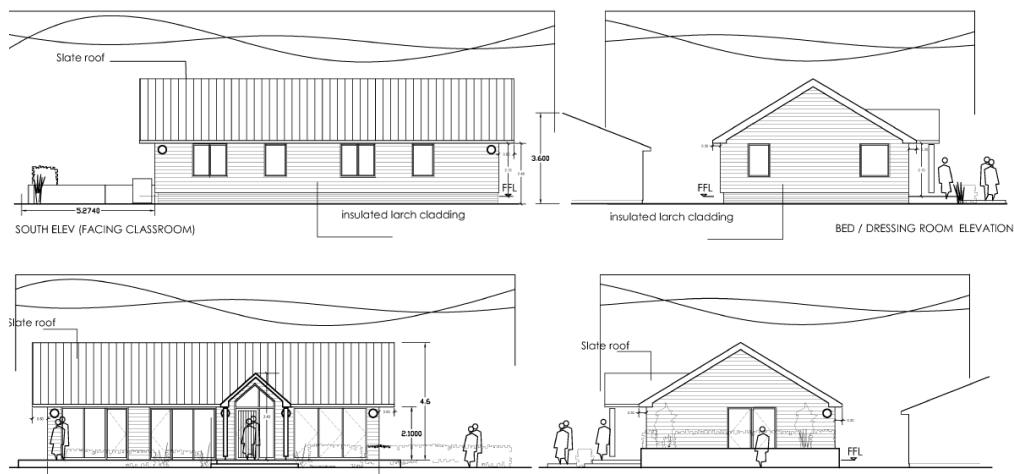 Slate roof
3.600
FFL
5.2740
insulated larch cladding
SOUTH ELEV (FACING CLASSROOM)
FFL
insulated larch cladding
BED / DRESSING ROOM ELEVATION
Slate roof
4.6
2.1000
Slate roof
FFL